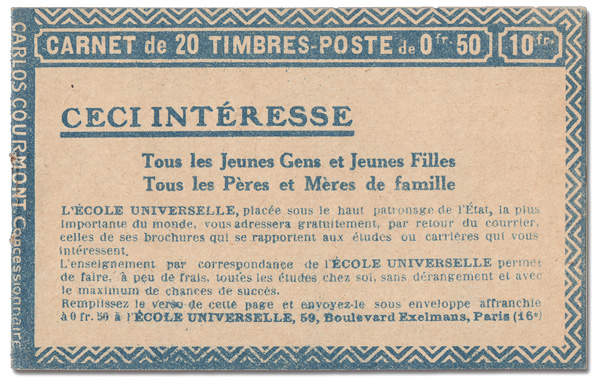 CARNET de 20 TIMBRES-POSTE de 0fr.50 10fr.
CARLOS COURMONT, Concessionnaire
CECI INTÉRESSE
Tous les Jeunes Gens et Jeunes Filles
Tous les Pères et Mères de famille
L'ÉCOLE UNIVERSELLE, placée sous le haut patronage de l'État, la plus
importante du monde, vous adressera gratuitement, par retour du courrier,
celles de ses brochures qui se rapportent aux études ou carrières qui vous
intéressent.
L'enseignement par correspondance de l'ÉCOLE UNIVERSELLE permet
de faire, à peu de frais, toutes les études chez soi, sans dérangement et avec
le maximum de chances de succès.
Remplissez le verso de cette page et envoyez-le sous enveloppe affranchie
à 0 fr. 50 à l'ÉCOLE UNIVERSELLE, 59, Boulevard Exelmans, Paris (16e)